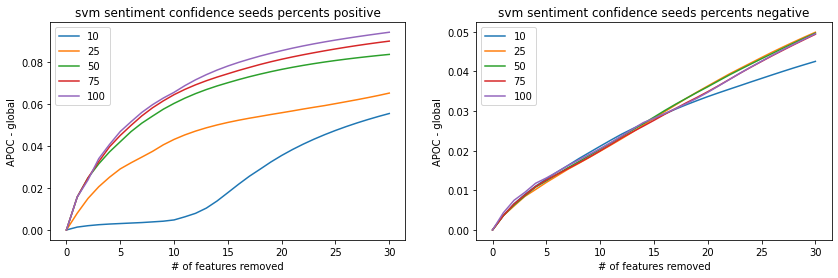 svm sentiment confidence seeds percents positive
APOC - global
0.08
0.06
0.04
0.02
0.00
10
25
50
75
100
0 5 10 15 20 25 30
# of features removed
svm sentiment confidence seeds percents negative
APOC - global
0.05
0.04
0.03
0.02
0.01
0.00
10
25
50
75
100
0 5 10 15 20 25 30
# of features removed